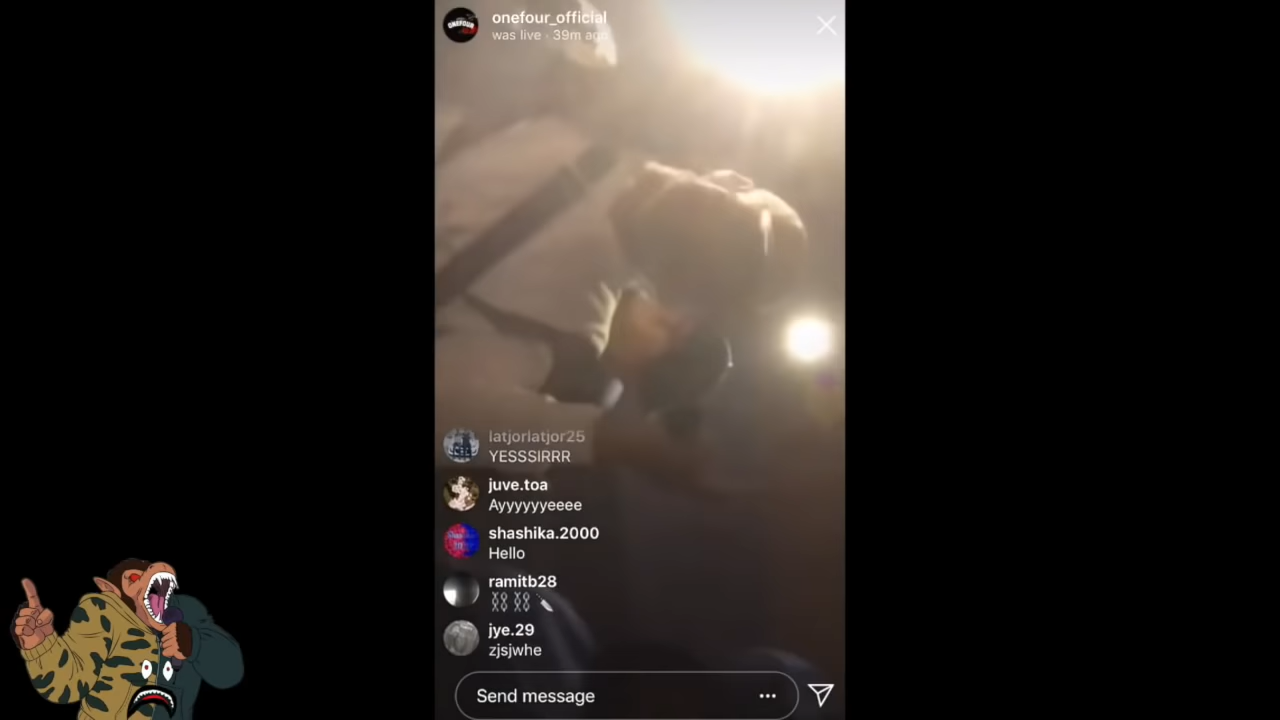 ONEFOUR
onefour_official
was live · 39m ago
latjorlatjor25
YESSSIRRR
juve.toa
Ayyyyyyeeee
shashika.2000
Hello
ramitb28
⛓⛓🔪
jye.29
zjsjwhe
Send message